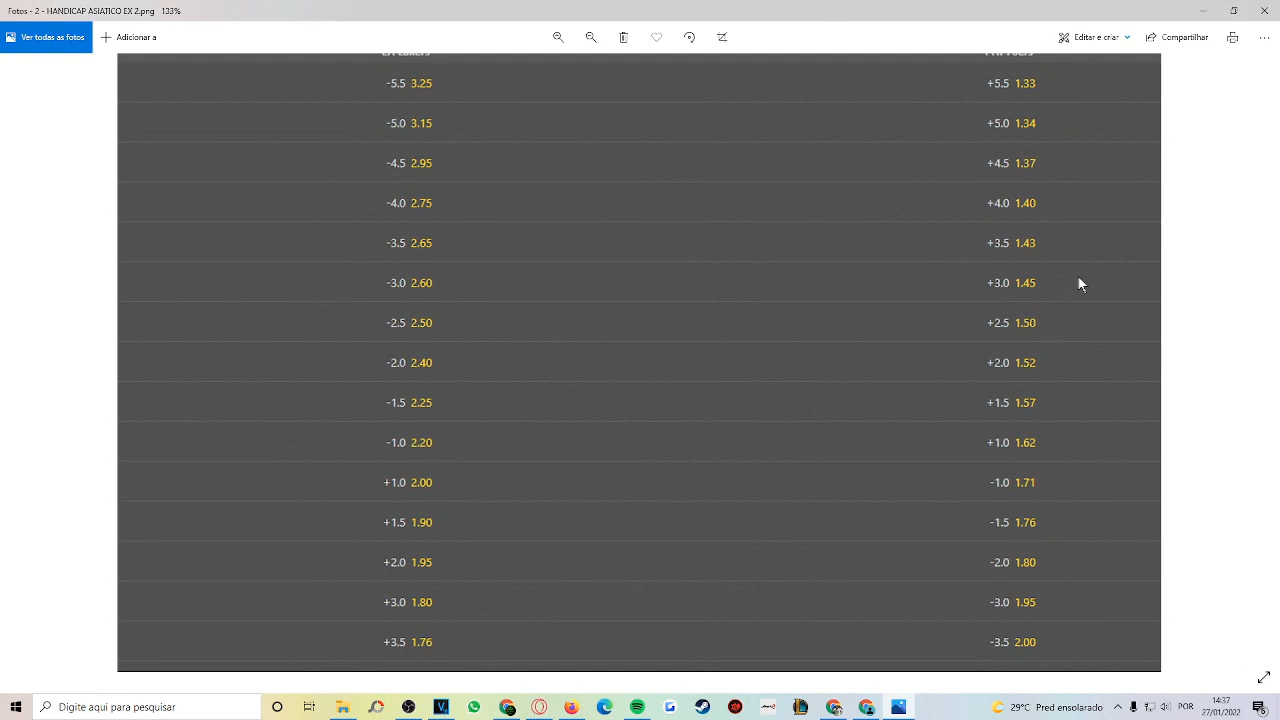 Fotos - 2 - HANDICAP ASIATICO EX 2.png 133%
Ver todas as fotos
Adicionar a
Editar e criar
Compartilhar
-5.5 3.25 +5.5 1.33
-5.0 3.15 +5.0 1.34
-4.5 2.95 +4.5 1.37
-4.0 2.75 +4.0 1.40
-3.5 2.65 +3.5 1.43
-3.0 2.60 +3.0 1.45
-2.5 2.50 +2.5 1.50
-2.0 2.40 +2.0 1.52
-1.5 2.25 +1.5 1.57
-1.0 2.20 +1.0 1.62
+1.0 2.00 -1.0 1.71
+1.5 1.90 -1.5 1.76
+2.0 1.95 -2.0 1.80
+3.0 1.80 -3.0 1.95
+3.5 1.76 -3.5 2.00
Digite aqui para pesquisar
29°C Pred ensolarado
POR
14:37
27/01/2022